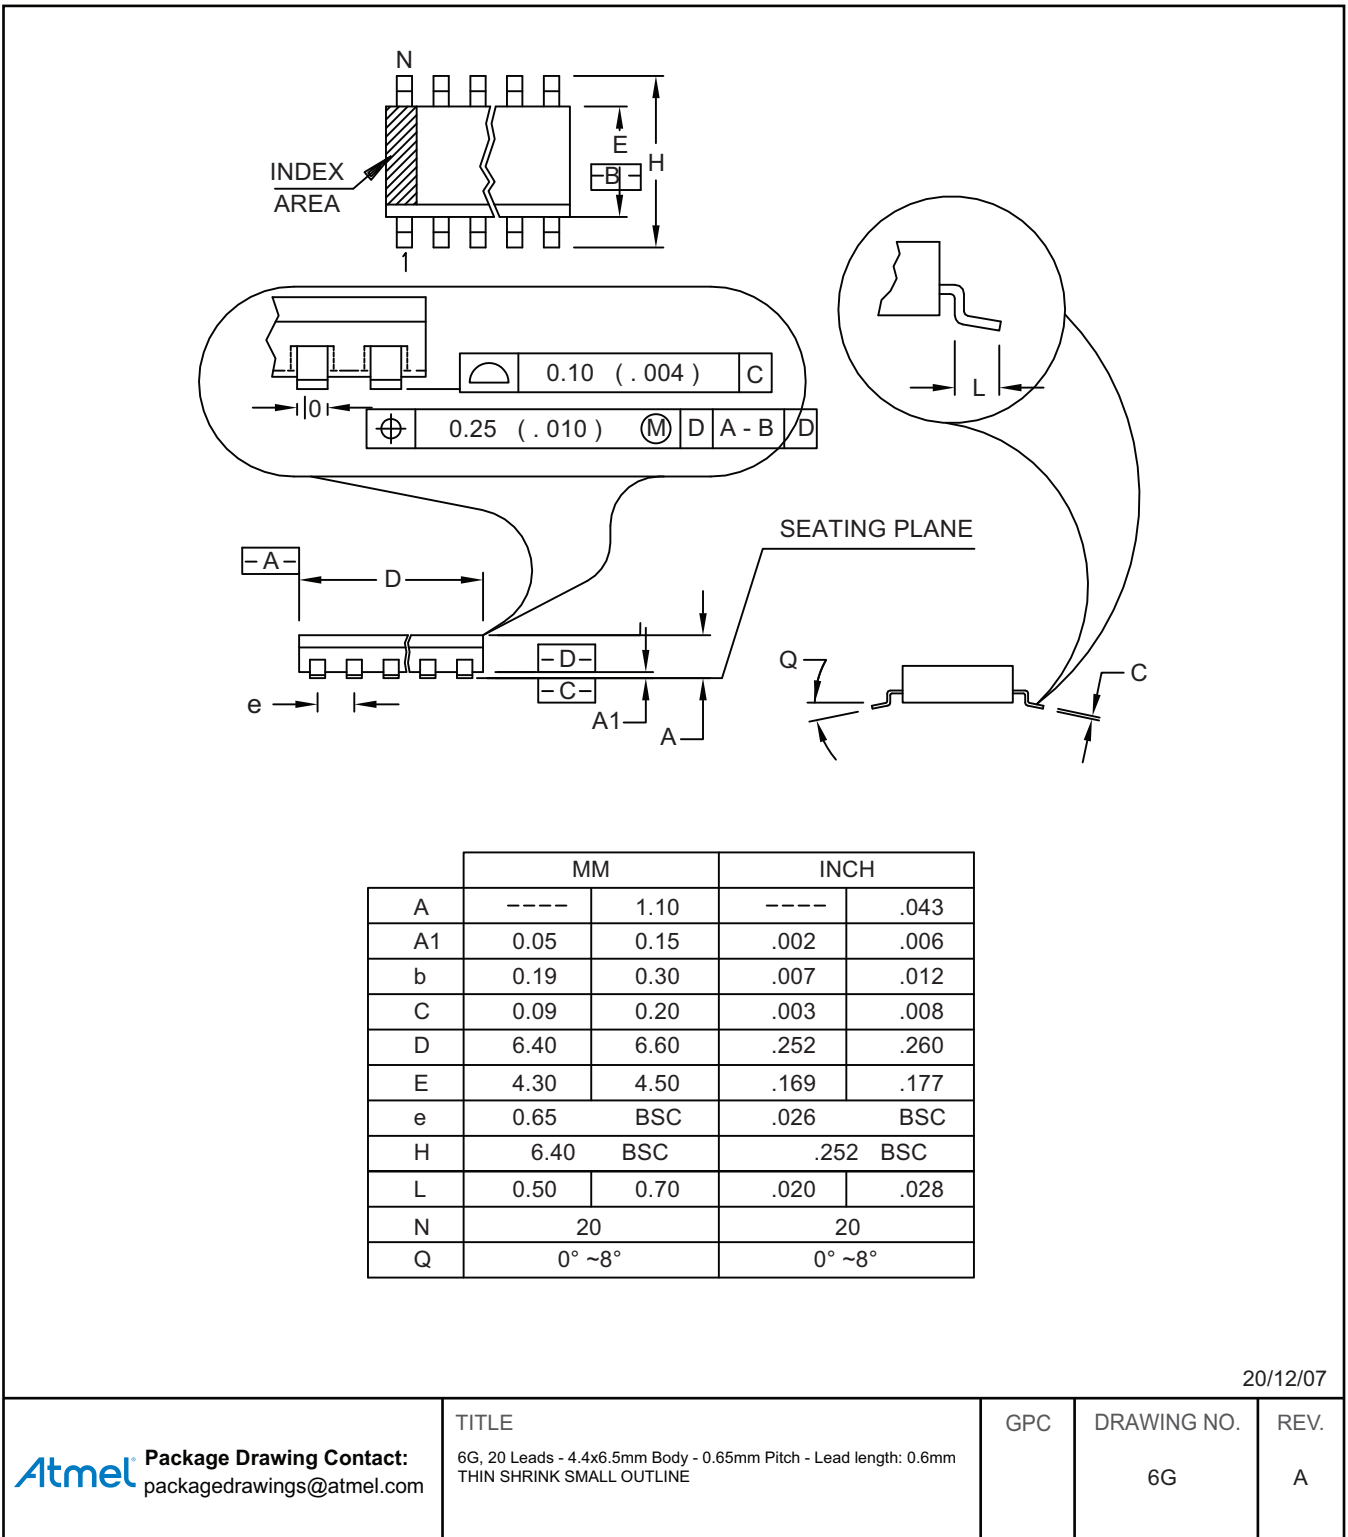 N
E
H
-B-
INDEX
AREA
1
0.10 ( . 004 ) C
|0
0.25 ( . 010 ) M D A - B D
L
SEATING PLANE
-A-
D
-D-
-C-
e
A1
A
Q
C
MM INCH
A ---- 1.10 ---- .043
A1 0.05 0.15 .002 .006
b 0.19 0.30 .007 .012
C 0.09 0.20 .003 .008
D 6.40 6.60 .252 .260
E 4.30 4.50 .169 .177
e 0.65 BSC .026 BSC
H 6.40 BSC .252 BSC
L 0.50 0.70 .020 .028
N 20 20
Q 0° ~8° 0° ~8°
20/12/07
Atmel
Package Drawing Contact:
packagedrawings@atmel.com
TITLE
6G, 20 Leads - 4.4x6.5mm Body - 0.65mm Pitch - Lead length: 0.6mm
THIN SHRINK SMALL OUTLINE
GPC
DRAWING NO.
6G
REV.
A